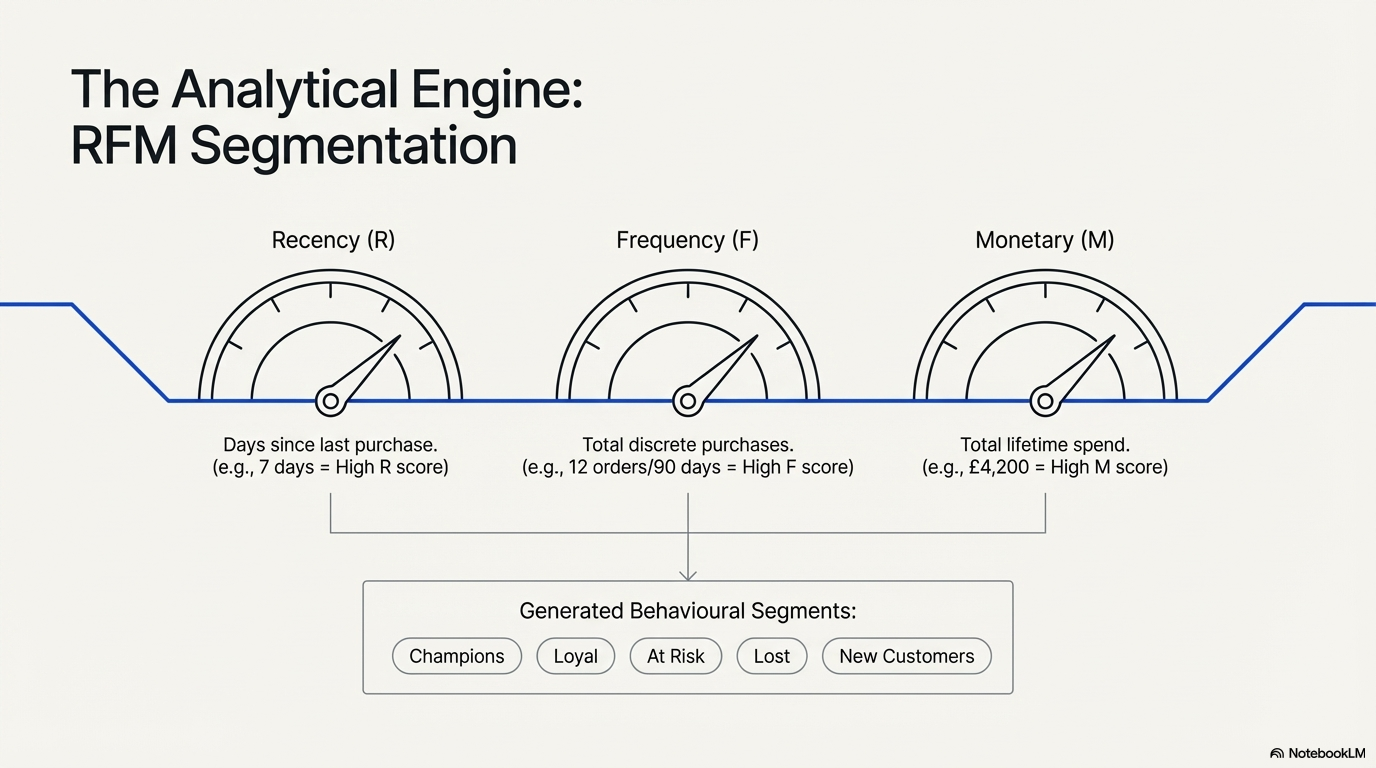 The Analytical Engine:
RFM Segmentation
Recency (R)
Frequency (F)
Monetary (M)
Days since last purchase.
(e.g., 7 days = High R score)
Total discrete purchases.
(e.g., 12 orders/90 days = High F score)
Total lifetime spend.
(e.g., £4,200 = High M score)
Generated Behavioural Segments:
Champions
Loyal
At Risk
Lost
New Customers
NotebookLM